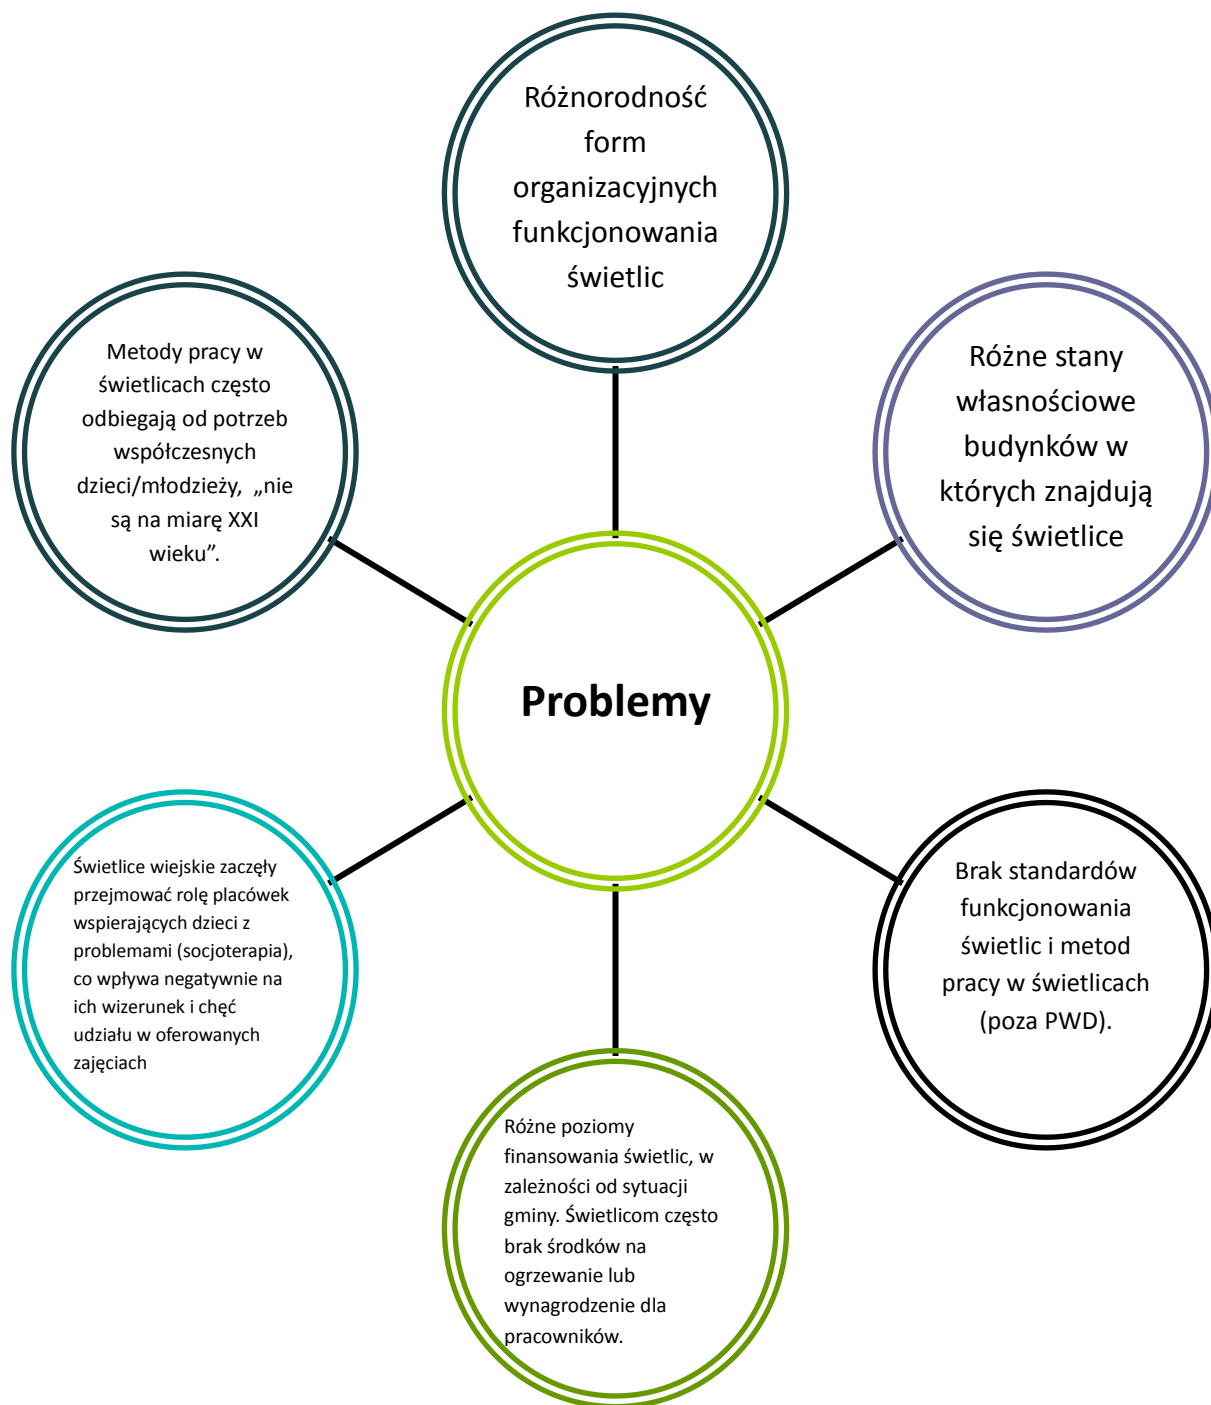 Różnorodność
form
organizacyjnych
funkcjonowania
świetlic
Metody pracy w
świetlicach często
odbiegają od potrzeb
współczesnych
dzieci/młodzieży, „nie
są na miarę XXI
wieku”.
Różne stany
własnościowe
budynków w
których znajdują
się świetlice
Problemy
Świetlice wiejskie zaczęły
przejmować rolę placówek
wspierających dzieci z
problemami (socjoterapia),
co wpływa negatywnie na
ich wizerunek i chęć
udziału w oferowanych
zajęciach
Brak standardów
funkcjonowania
świetlic i metod
pracy w świetlicach
(poza PWD).
Różne poziomy
finansowania świetlic, w
zależności od sytuacji
gminy. Świetlicom często
brak środków na
ogrzewanie lub
wynagrodzenie dla
pracowników.